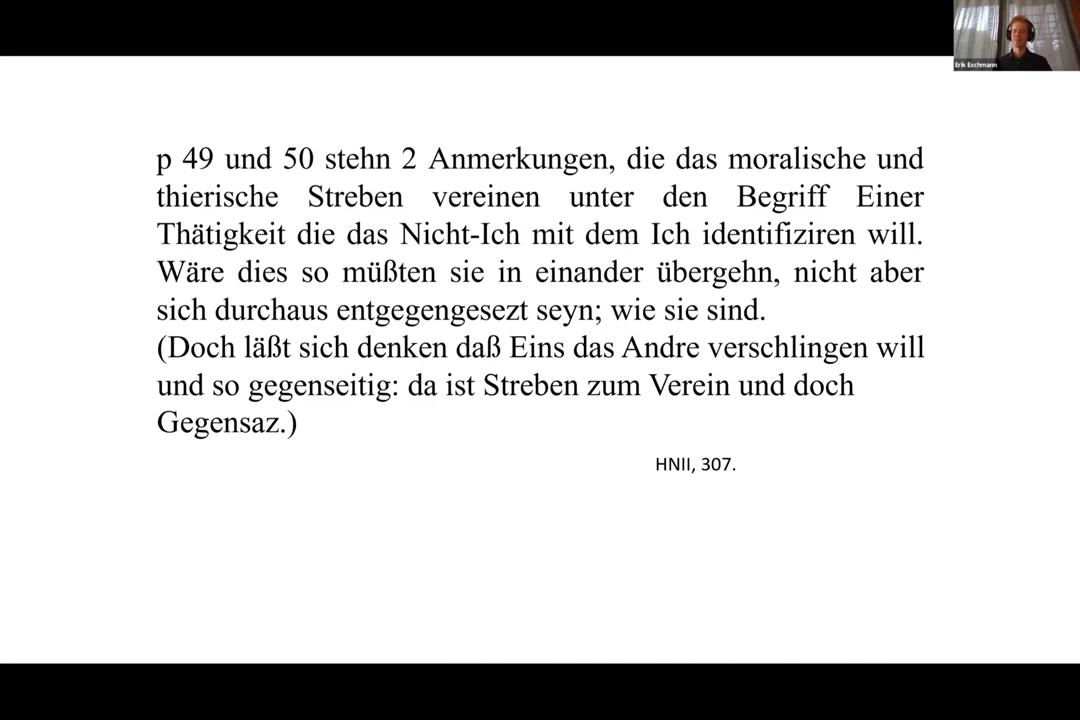 Erik Eschmann
p 49 und 50 stehn 2 Anmerkungen, die das moralische und
thierische Streben vereinen unter den Begriff Einer
Thätigkeit die das Nicht-Ich mit dem Ich identifiziren will.
Wäre dies so müßten sie in einander übergehn, nicht aber
sich durchaus entgegengesezt seyn; wie sie sind.
(Doch läßt sich denken daß Eins das Andre verschlingen will
und so gegenseitig: da ist Streben zum Verein und doch
Gegensaz.)
HNII, 307.